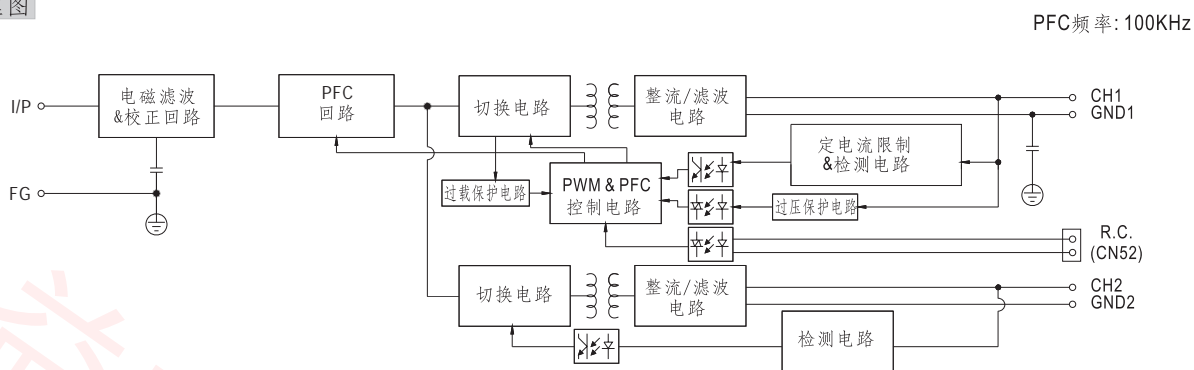 图
PFC频率: 100KHz
I/P
电磁滤波
&校正回路
PFC
回路
切换电路
整流/滤波
电路
CH1
GND1
定电流限制
&检测电路
FG
过载保护电路
PWM & PFC
控制电路
过压保护电路
R.C.
(CN52)
切换电路
整流/滤波
电路
CH2
GND2
检测电路